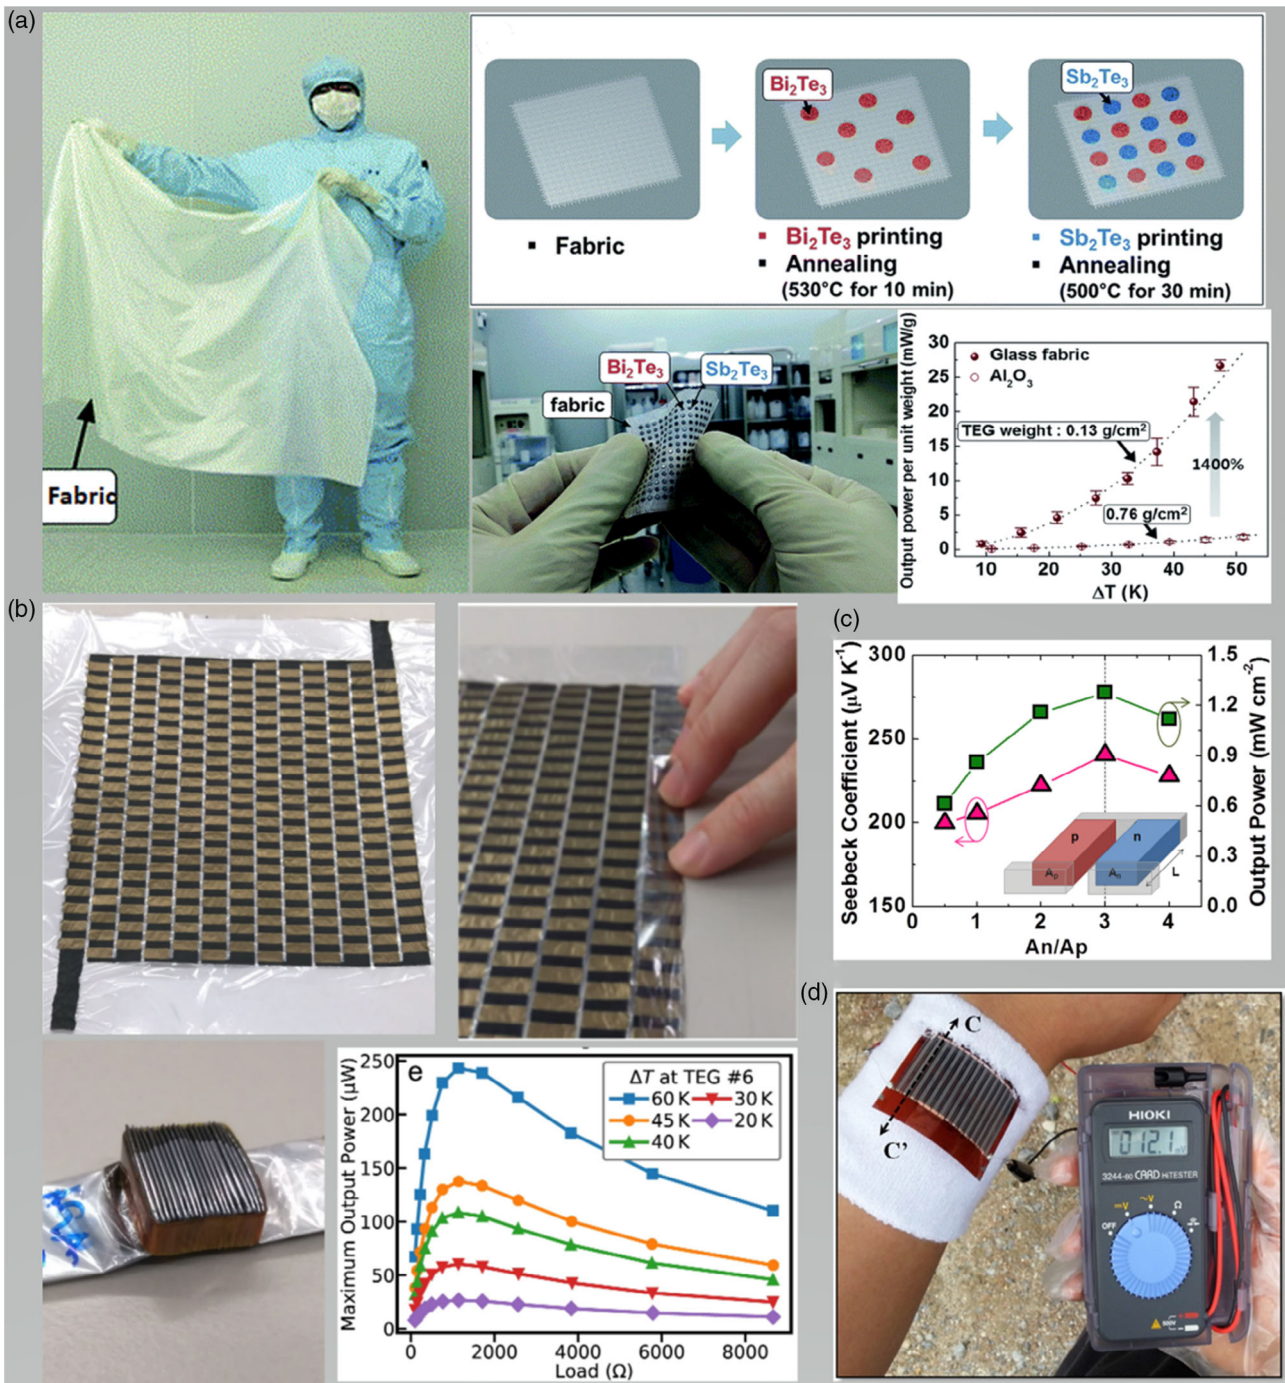 (a)
Fabric
Bi₂Te₃
Sb₂Te₃
▪ Fabric
▪ Bi₂Te₃ printing
▪ Annealing
(530°C for 10 min)
▪ Sb₂Te₃ printing
▪ Annealing
(500°C for 30 min)
Bi₂Te₃
Sb₂Te₃
fabric
Output power per unit weight (mW/g)
30
25
20
15
10
5
0
Glass fabric
Al₂O₃
TEG weight : 0.13 g/cm²
1400%
0.76 g/cm²
10 20 30 40 50
ΔT (K)
(b)
(c)
Seebeck Coefficient (μV K⁻¹)
300
250
200
150
1.5
1.2
0.9
0.6
0.3
0.0
Output Power (mW cm⁻²)
p
n
Aₚ
Aₙ
L
0 1 2 3 4
An/Ap
e
Maximum Output Power (μW)
250
200
150
100
50
0
ΔT at TEG #6
60 K 30 K
45 K 20 K
40 K
0 2000 4000 6000 8000
Load (Ω)
(d)
C
C'
HIOKI
012.1
3244-60 CARD HiTESTER
OFF
V
~V
Ω
500V